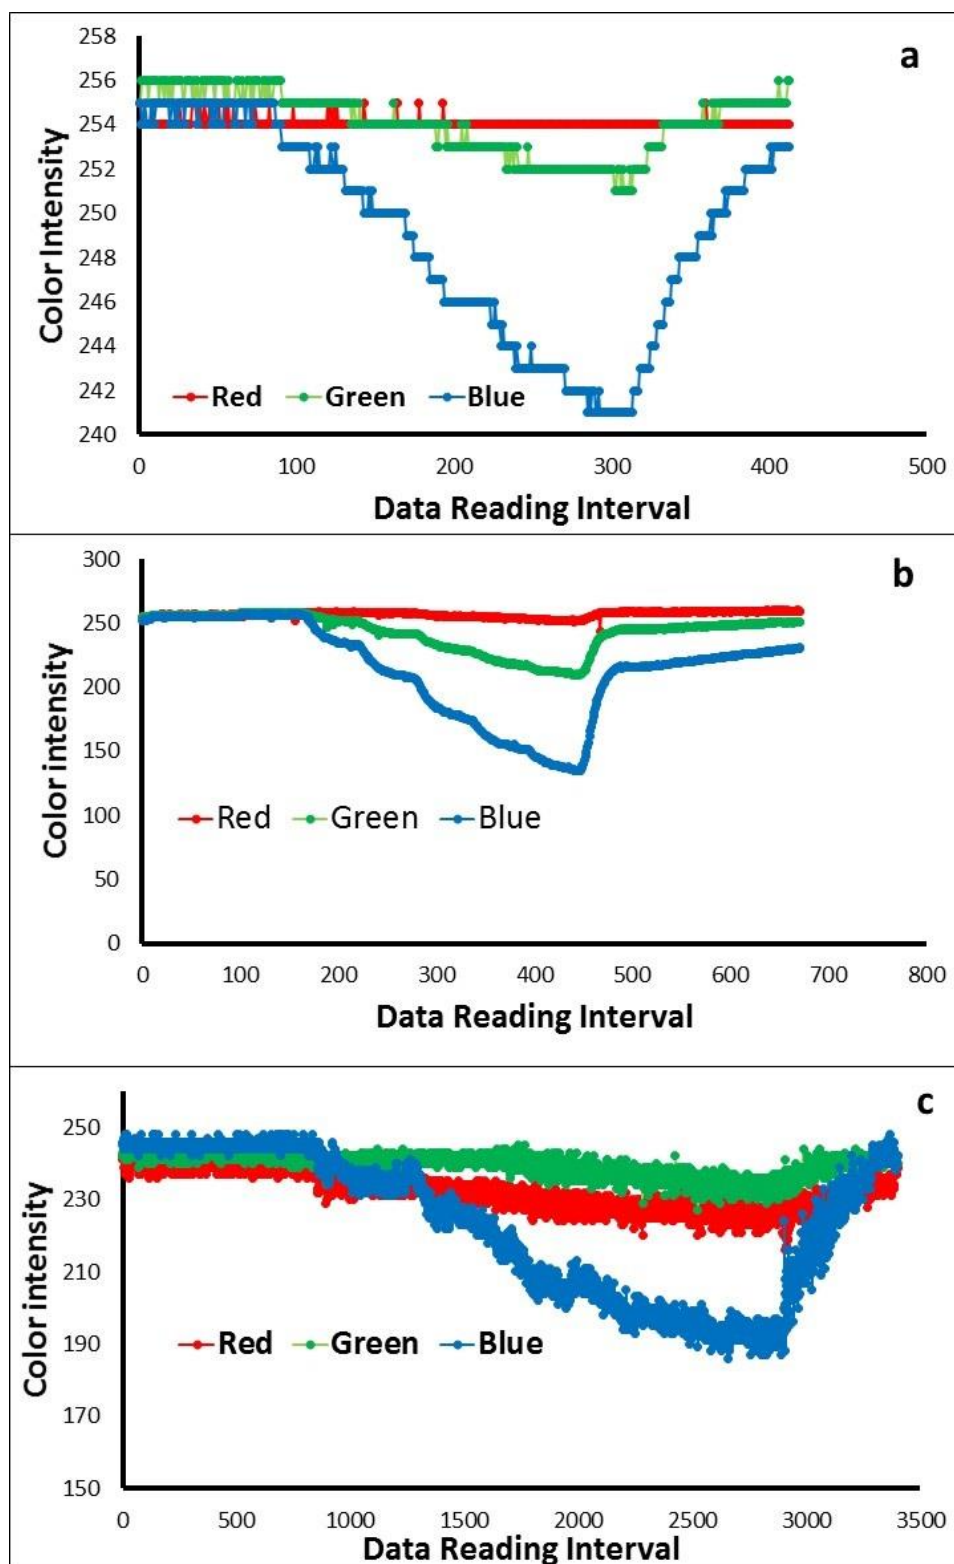 a
258
256
254
252
250
248
246
244
242
240
Color Intensity
Red Green Blue
0 100 200 300 400 500
Data Reading Interval
b
300
250
200
150
100
50
0
Color intensity
Red Green Blue
0 100 200 300 400 500 600 700 800
Data Reading Interval
c
250
230
210
190
170
150
Color intensity
Red Green Blue
0 500 1000 1500 2000 2500 3000 3500
Data Reading Interval